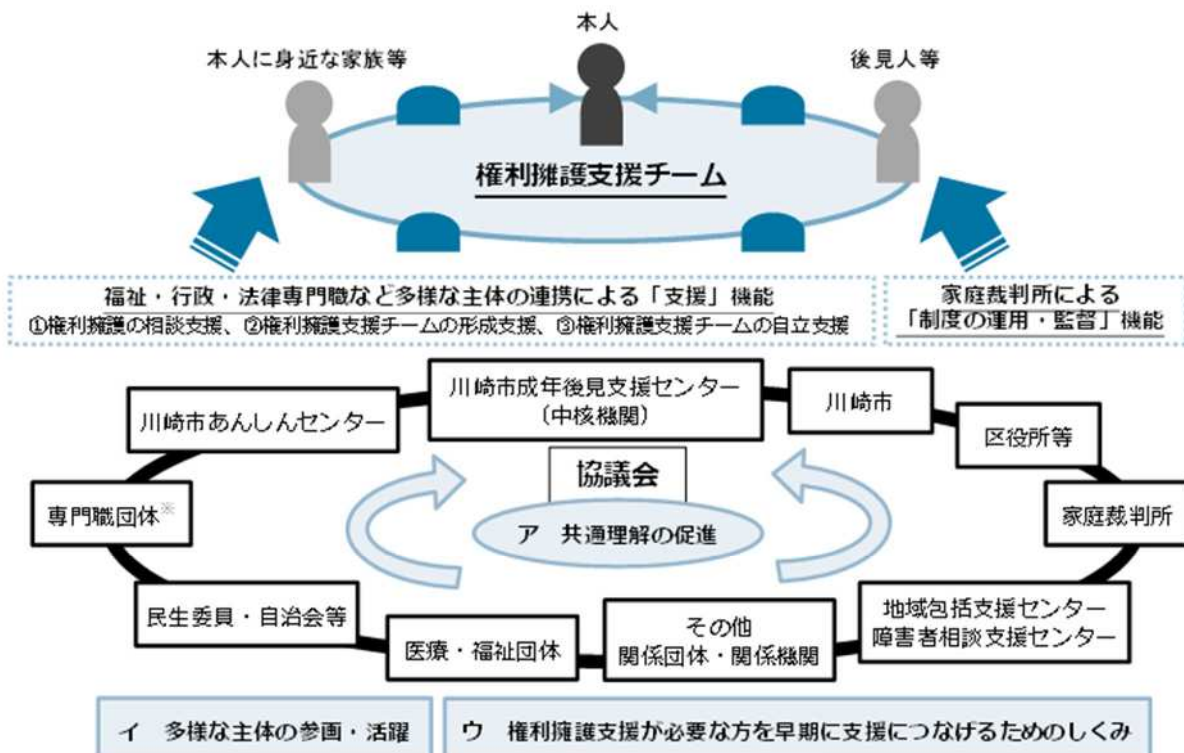 本人
本人に身近な家族等
後見人等
権利擁護支援チーム
福祉・行政・法律専門職など多様な主体の連携による「支援」機能
①権利擁護の相談支援、②権利擁護支援チームの形成支援、③権利擁護支援チームの自立支援
家庭裁判所による
「制度の運用・監督」機能
川崎市成年後見支援センター
（中核機関）
川崎市あんしんセンター
川崎市
区役所等
専門職団体※
協議会
ア 共通理解の促進
家庭裁判所
民生委員・自治会等
医療・福祉団体
その他
関係団体・関係機関
地域包括支援センター
障害者相談支援センター
イ 多様な主体の参画・活躍
ウ 権利擁護支援が必要な方を早期に支援につなげるためのしくみ